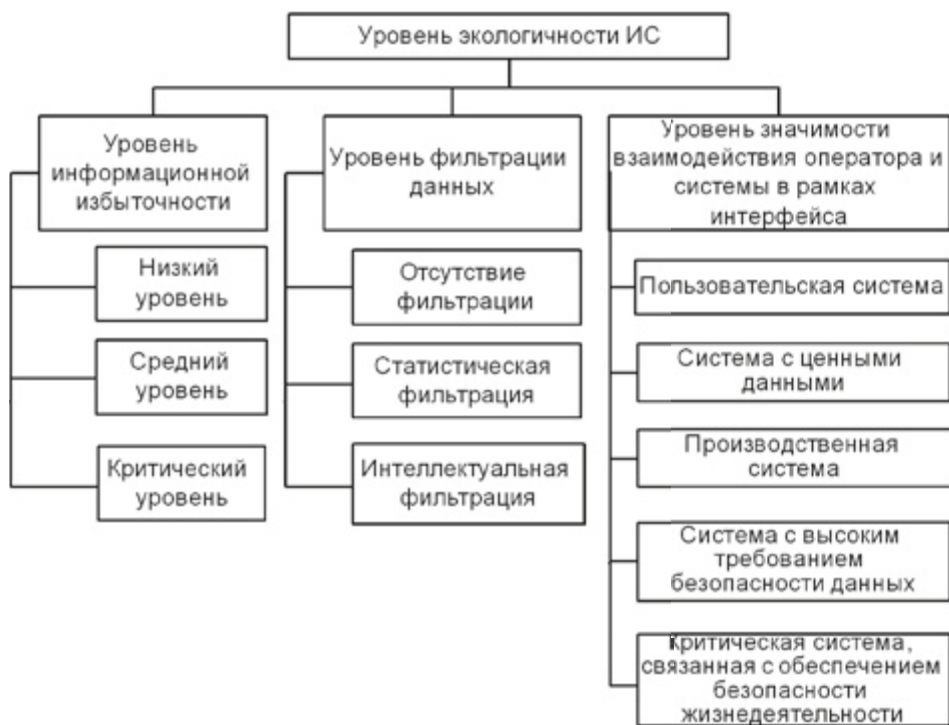 Уровень экологичности ИС
Уровень
информационной
избыточности
Низкий
уровень
Средний
уровень
Критический
уровень
Уровень фильтрации
данных
Отсутствие
фильтрации
Статистическая
фильтрация
Интеллектуальная
фильтрация
Уровень значимости
взаимодействия оператора и
системы в рамках
интерфейса
Пользовательская система
Система с ценными
данными
Производственная
система
Система с высоким
требованием
безопасности данных
Критическая система,
связанная с обеспечением
безопасности
жизнедеятельности